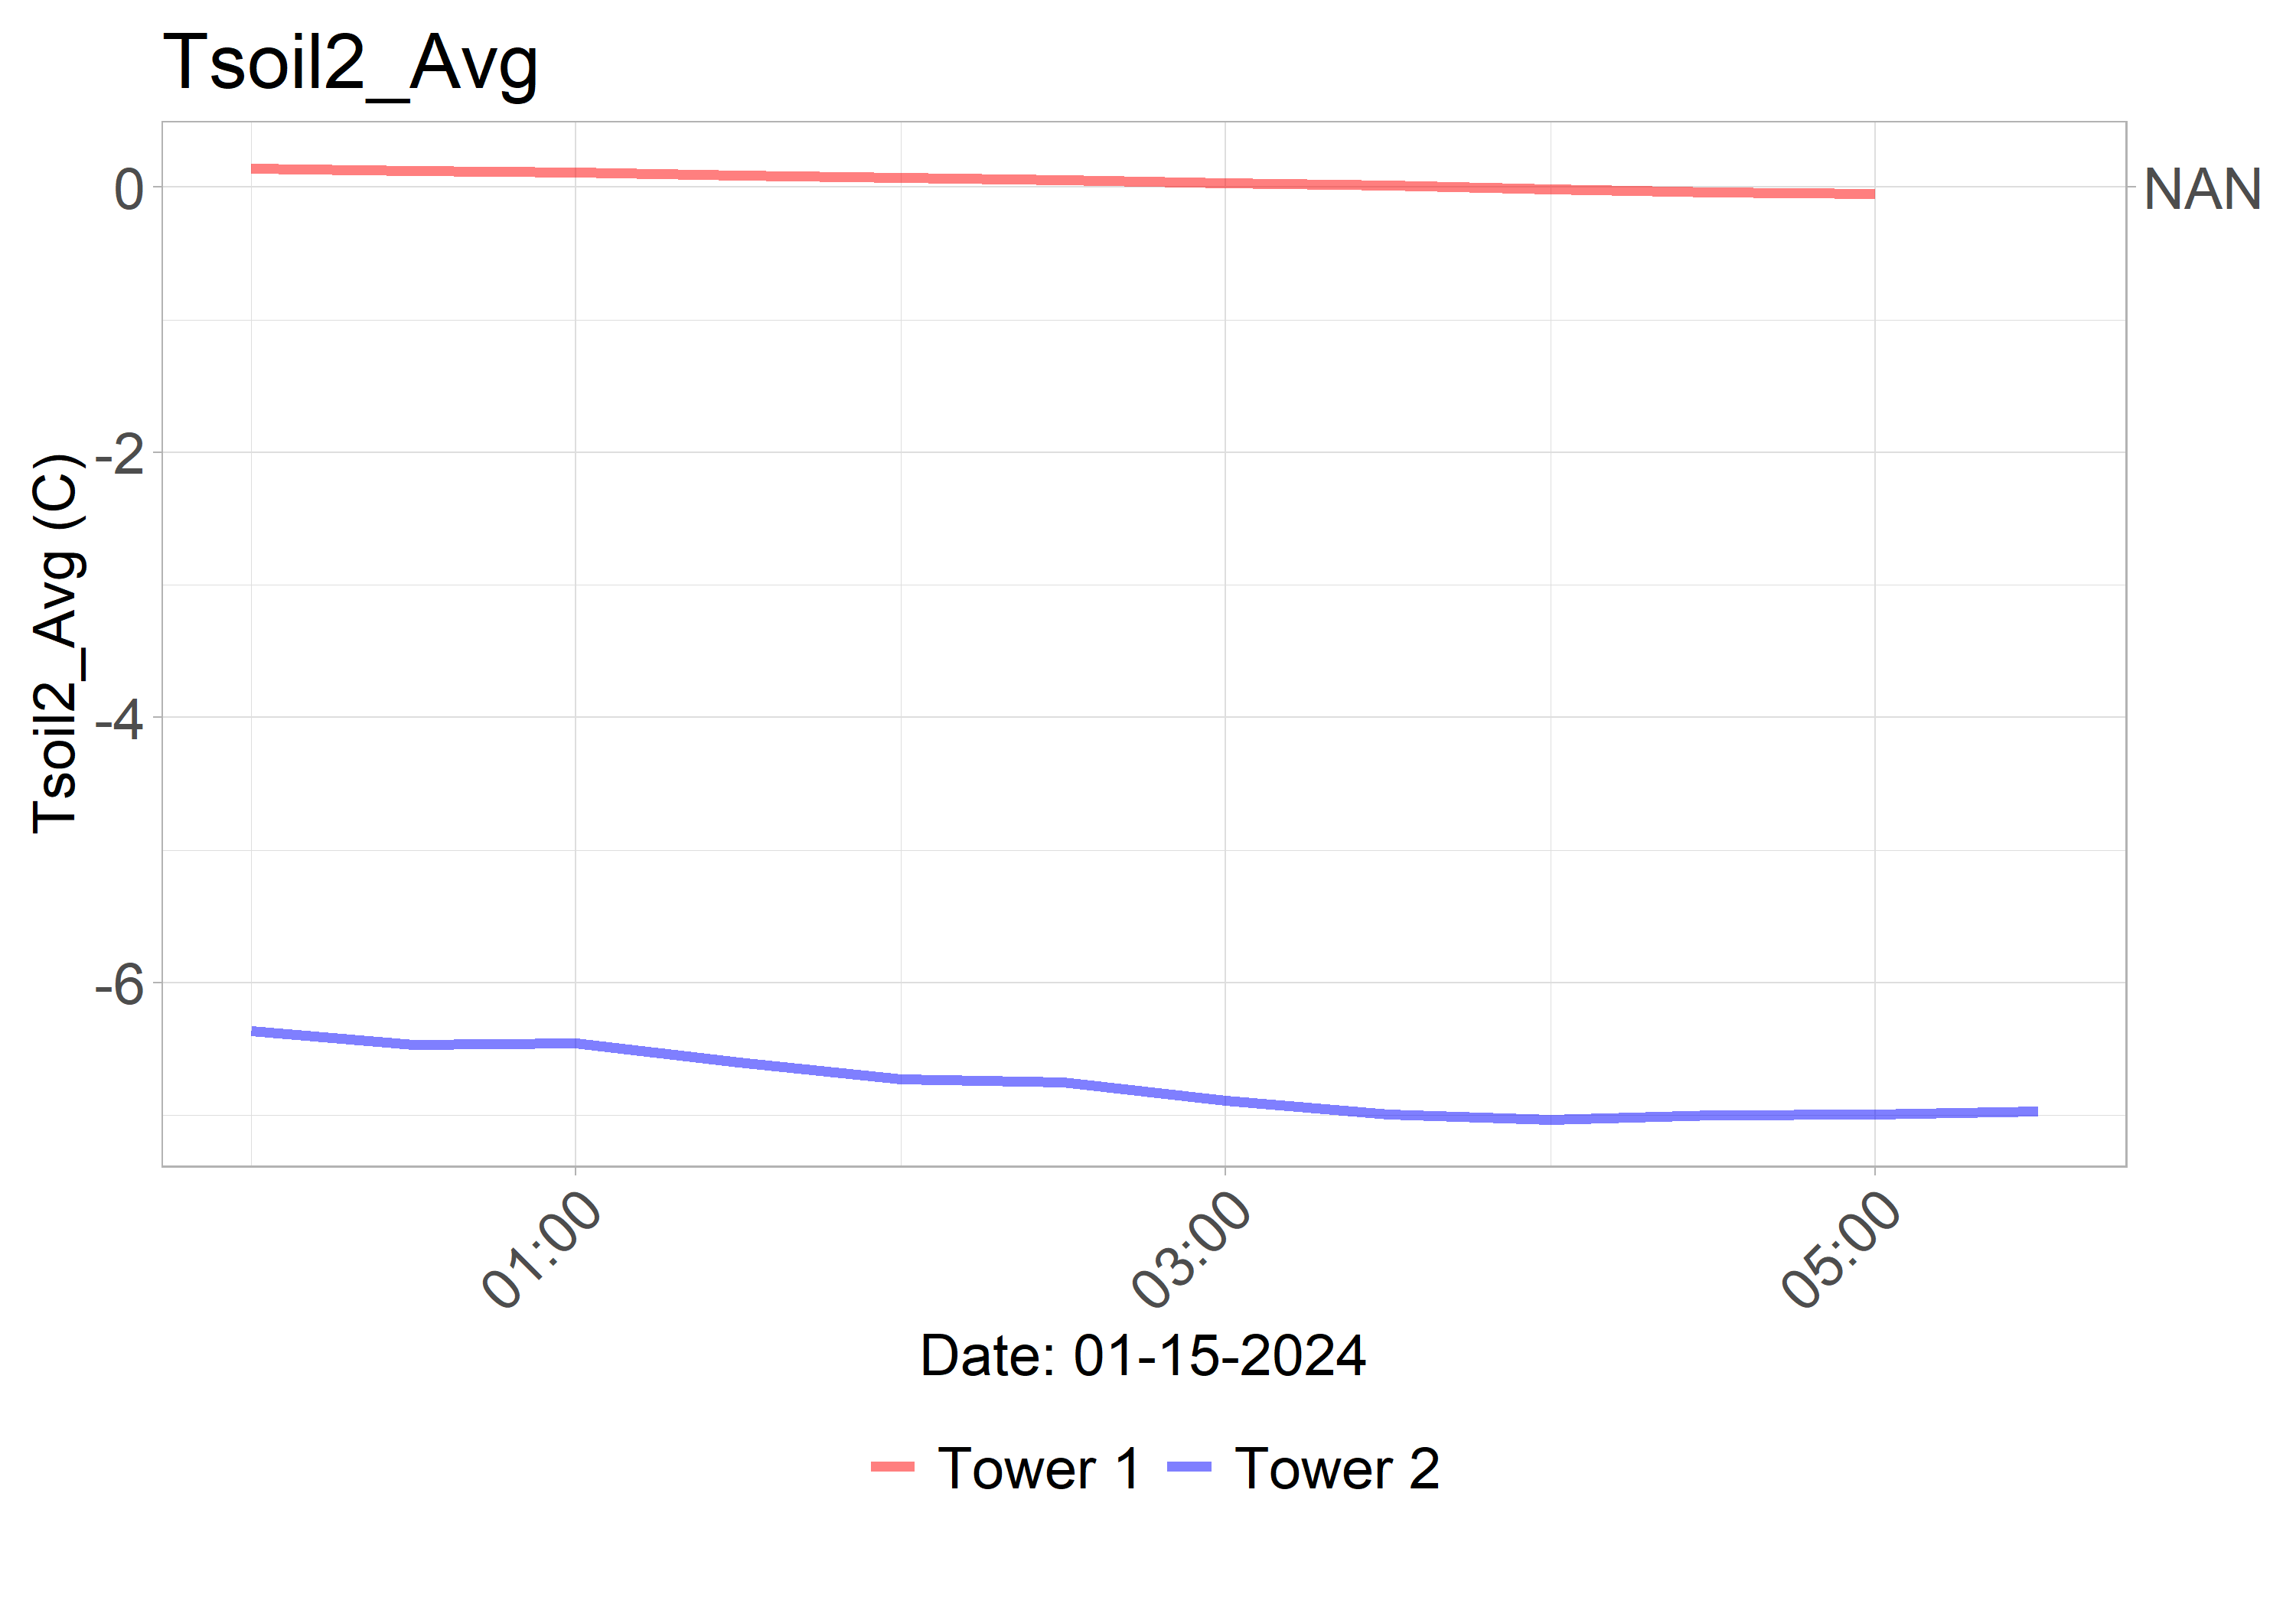 Tsoil2_Avg
Tsoil2_Avg (C)
0
-2
-4
-6
NAN
01:00
03:00
05:00
Date: 01-15-2024
Tower 1
Tower 2